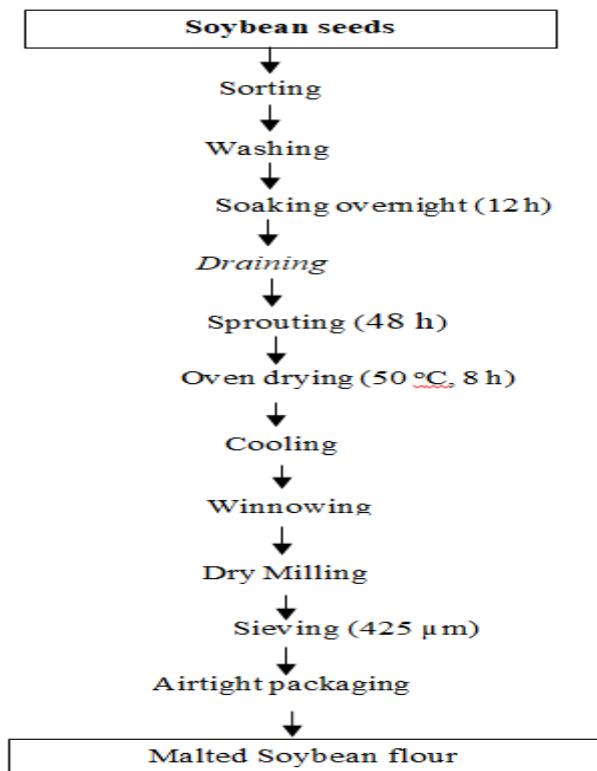 Soybean seeds
Sorting
Washing
Soaking overnight (12 h)
Draining
Sprouting (48 h)
Oven drying (50 °C, 8 h)
Cooling
Winnowing
Dry Milling
Sieving (425 µm)
Airtight packaging
Malted Soybean flour